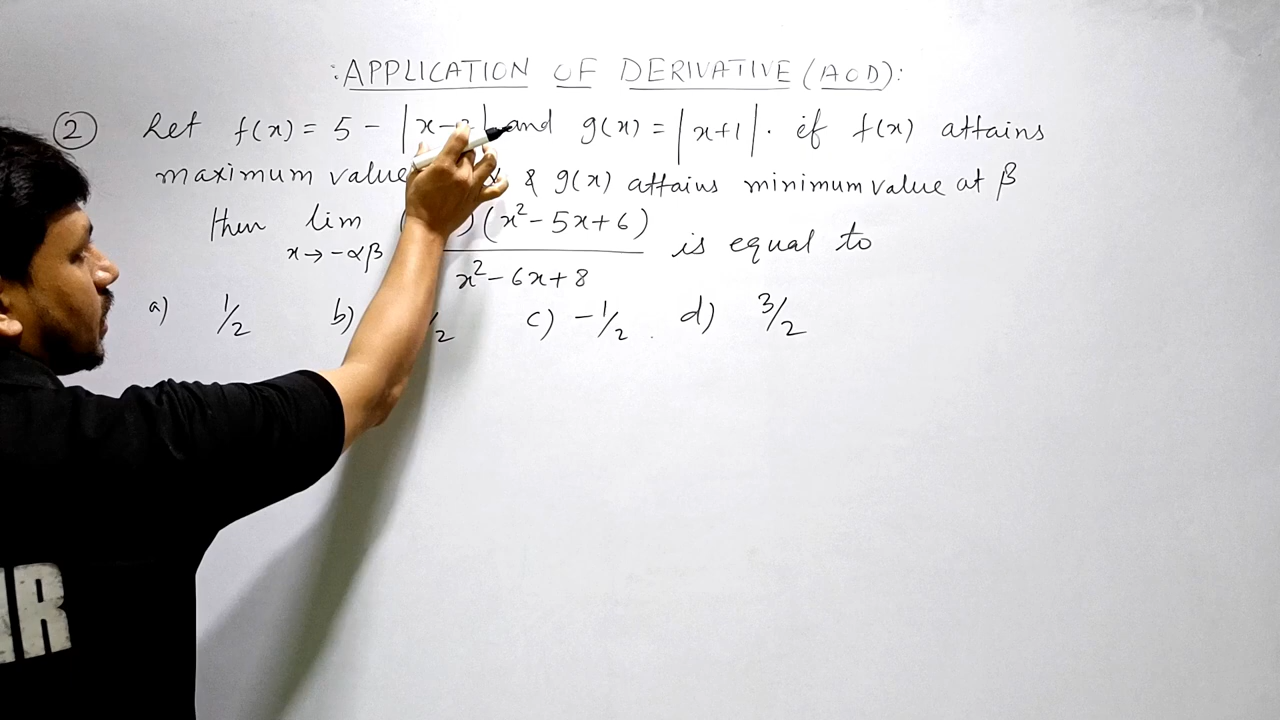 : APPLICATION OF DERIVATIVE (AOD) :
② Let f(x) = 5 - |x- | and g(x) = |x+1| . if f(x) attains
maximum value α & g(x) attains minimum value at β
then lim x→-αβ ( )(x²-5x+6) / x²-6x+8 is equal to
a) 1/2 b) /2 c) -1/2 . d) 3/2